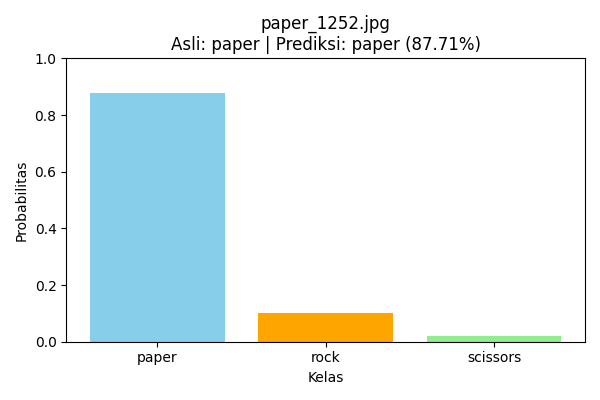 paper_1252.jpg
Asli: paper | Prediksi: paper (87.71%)
1.0
0.8
0.6
0.4
0.2
0.0
Probabilitas
paper rock scissors
Kelas